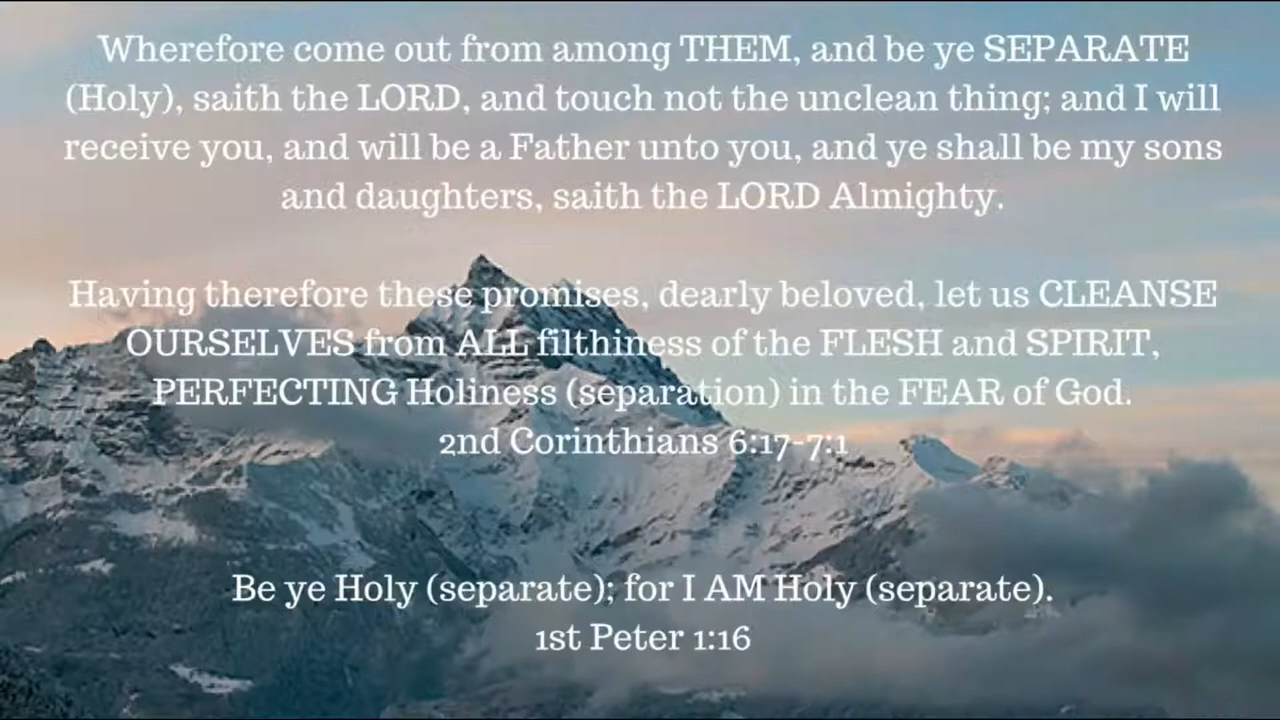 Wherefore come out from among THEM, and be ye SEPARATE
(Holy), saith the LORD, and touch not the unclean thing; and I will
receive you, and will be a Father unto you, and ye shall be my sons
and daughters, saith the LORD Almighty.
Having therefore these promises, dearly beloved, let us CLEANSE
OURSELVES from ALL filthiness of the FLESH and SPIRIT,
PERFECTING Holiness (separation) in the FEAR of God.
2nd Corinthians 6:17-7:1
Be ye Holy (separate); for I AM Holy (separate).
1st Peter 1:16